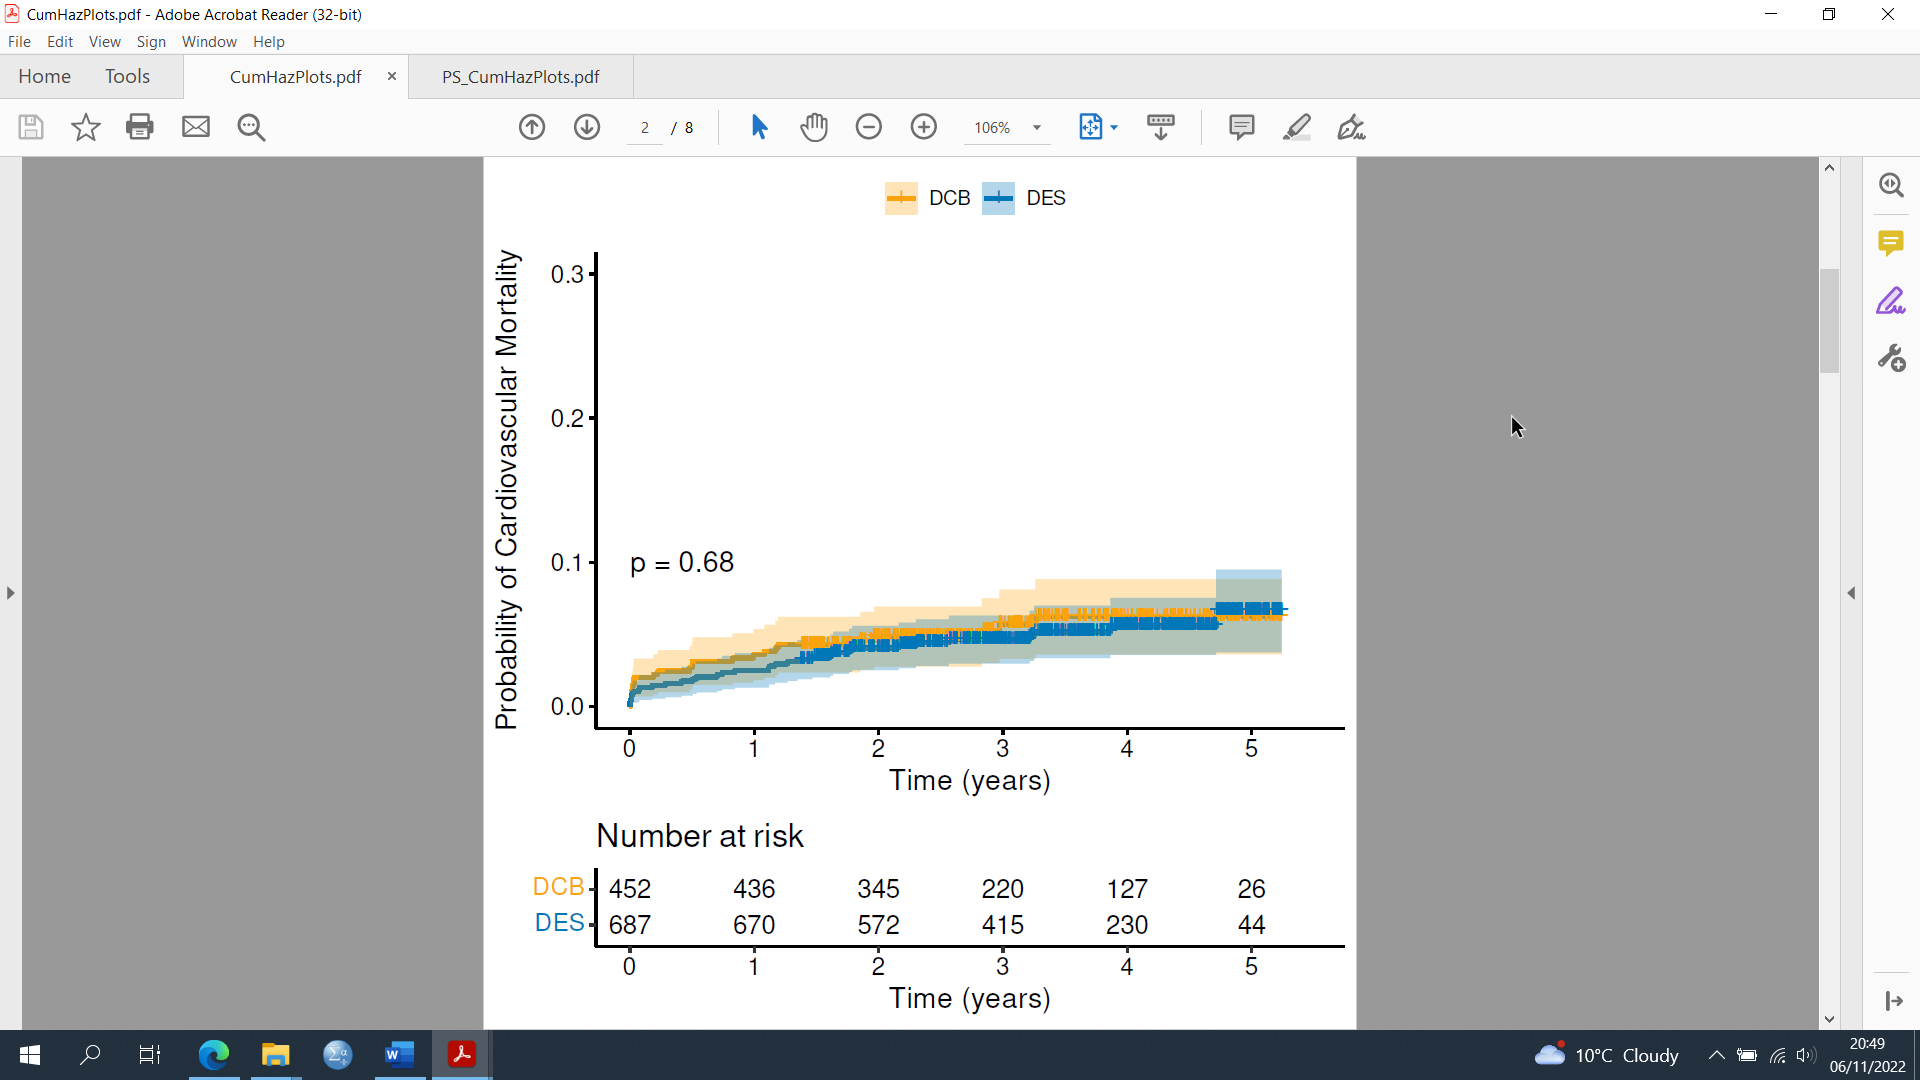 CumHazPlots.pdf - Adobe Acrobat Reader (32-bit)
File Edit View Sign Window Help
Home Tools CumHazPlots.pdf × PS_CumHazPlots.pdf
2 / 8 106%
DCB DES
Probability of Cardiovascular Mortality
0.3
0.2
0.1
0.0
p = 0.68
0 1 2 3 4 5
Time (years)
Number at risk
DCB 452 436 345 220 127 26
DES 687 670 572 415 230 44
0 1 2 3 4 5
Time (years)
10°C Cloudy
20:49
06/11/2022